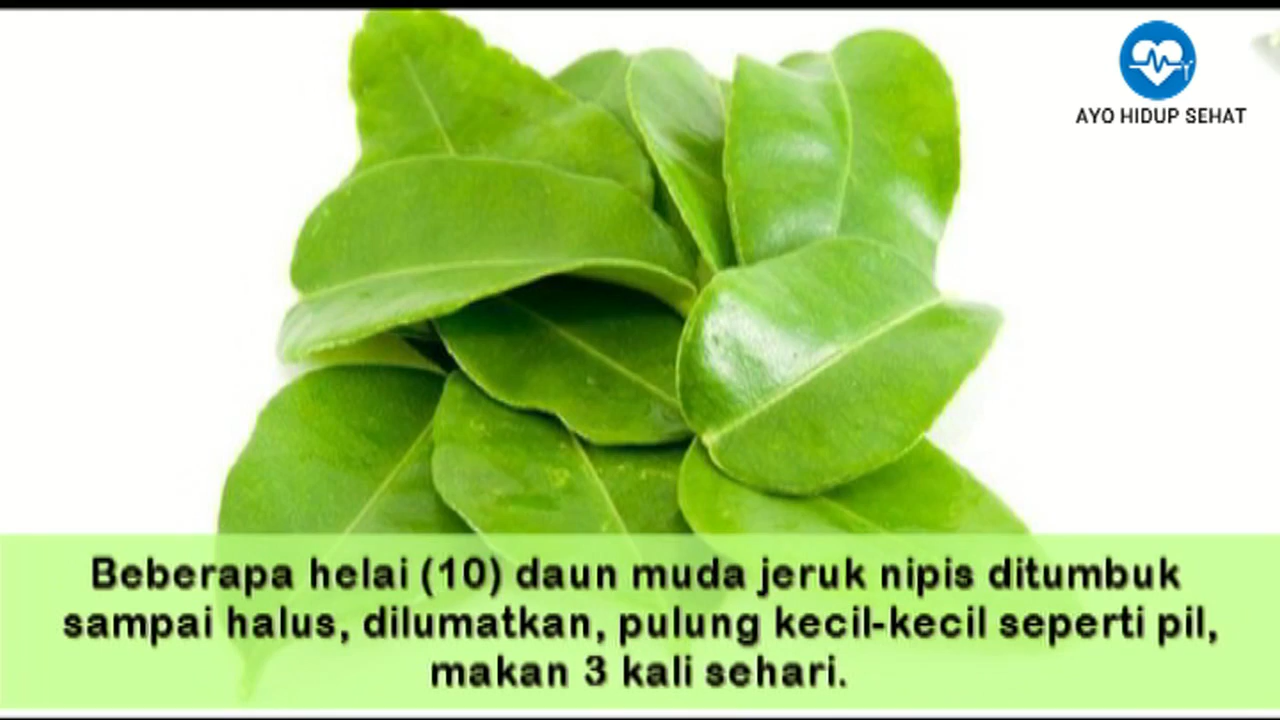 AYO HIDUP SEHAT
Beberapa helai (10) daun muda jeruk nipis ditumbuk
sampai halus, dilumatkan, pulung kecil-kecil seperti pil,
makan 3 kali sehari.